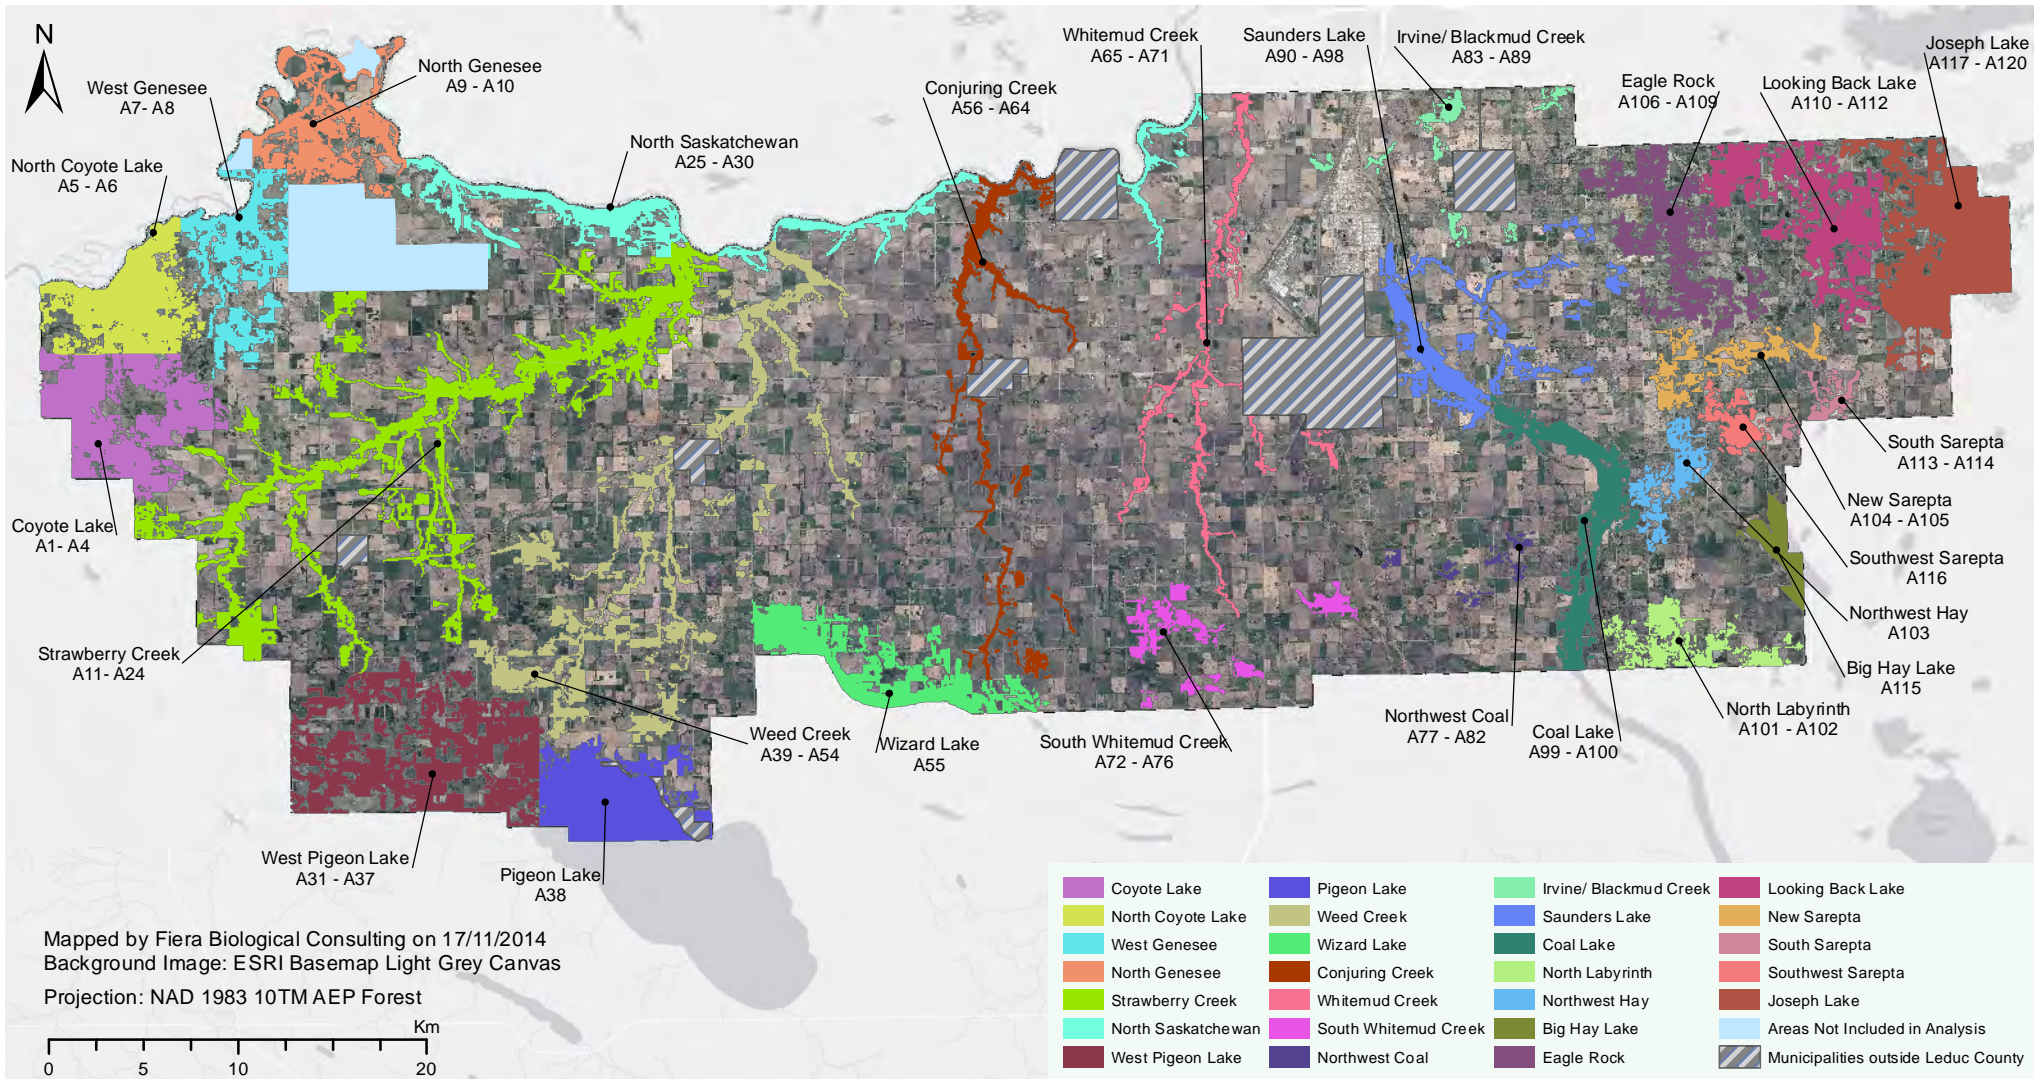 N
West Genesee
A7- A8
North Genesee
A9 - A10
North Coyote Lake
A5 - A6
North Saskatchewan
A25 - A30
Conjuring Creek
A56 - A64
Whitemud Creek
A65 - A71
Saunders Lake
A90 - A98
Irvine/ Blackmud Creek
A83 - A89
Eagle Rock
A106 - A109
Looking Back Lake
A110 - A112
Joseph Lake
A117 - A120
Coyote Lake
A1- A4
Strawberry Creek
A11- A24
West Pigeon Lake
A31 - A37
Pigeon Lake
A38
Weed Creek
A39 - A54
Wizard Lake
A55
South Whitemud Creek
A72 - A76
Northwest Coal
A77 - A82
Coal Lake
A99 - A100
North Labyrinth
A101 - A102
Big Hay Lake
A115
Northwest Hay
A103
Southwest Sarepta
A116
New Sarepta
A104 - A105
South Sarepta
A113 - A114
Mapped by Fiera Biological Consulting on 17/11/2014
Background Image: ESRI Basemap Light Grey Canvas
Projection: NAD 1983 10TM AEP Forest
Km
0 5 10 20
Coyote Lake
North Coyote Lake
West Genesee
North Genesee
Strawberry Creek
North Saskatchewan
West Pigeon Lake
Pigeon Lake
Weed Creek
Wizard Lake
Conjuring Creek
Whitemud Creek
South Whitemud Creek
Northwest Coal
Irvine/ Blackmud Creek
Saunders Lake
Coal Lake
North Labyrinth
Northwest Hay
Big Hay Lake
Eagle Rock
Looking Back Lake
New Sarepta
South Sarepta
Southwest Sarepta
Joseph Lake
Areas Not Included in Analysis
Municipalities outside Leduc County